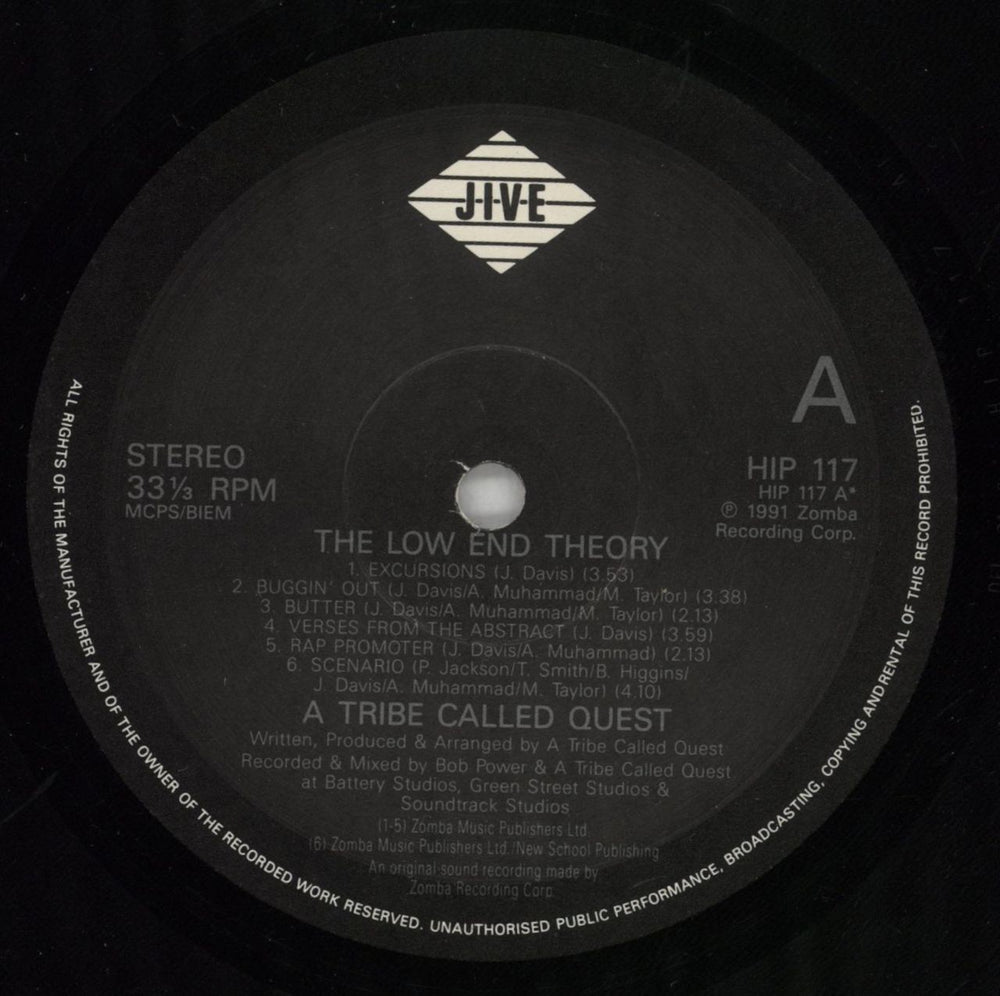 J-I-V-E
A
STEREO
33⅓ RPM
MCPS/BIEM
HIP 117
HIP 117 A*
℗ 1991 Zomba
Recording Corp.
THE LOW END THEORY
1. EXCURSIONS (J. Davis) (3.53)
2. BUGGIN' OUT (J. Davis/A. Muhammad/M. Taylor) (3.38)
3. BUTTER (J. Davis/A. Muhammad/M. Taylor) (2.13)
4. VERSES FROM THE ABSTRACT (J. Davis) (3.59)
5. RAP PROMOTER (J. Davis/A. Muhammad) (2.13)
6. SCENARIO (P. Jackson/T. Smith/B. Higgins/
J. Davis/A. Muhammad/M. Taylor) (4.10)
A TRIBE CALLED QUEST
Written, Produced & Arranged by A Tribe Called Quest
Recorded & Mixed by Bob Power & A Tribe Called Quest
at Battery Studios, Green Street Studios &
Soundtrack Studios
(1-5) Zomba Music Publishers Ltd.
(6) Zomba Music Publishers Ltd./New School Publishing
An original sound recording made by
Zomba Recording Corp.
ALL RIGHTS OF THE MANUFACTURER AND OF THE OWNER OF THE RECORDED WORK RESERVED. UNAUTHORISED PUBLIC PERFORMANCE, BROADCASTING, COPYING ANDRENTAL OF THIS RECORD PROHIBITED.